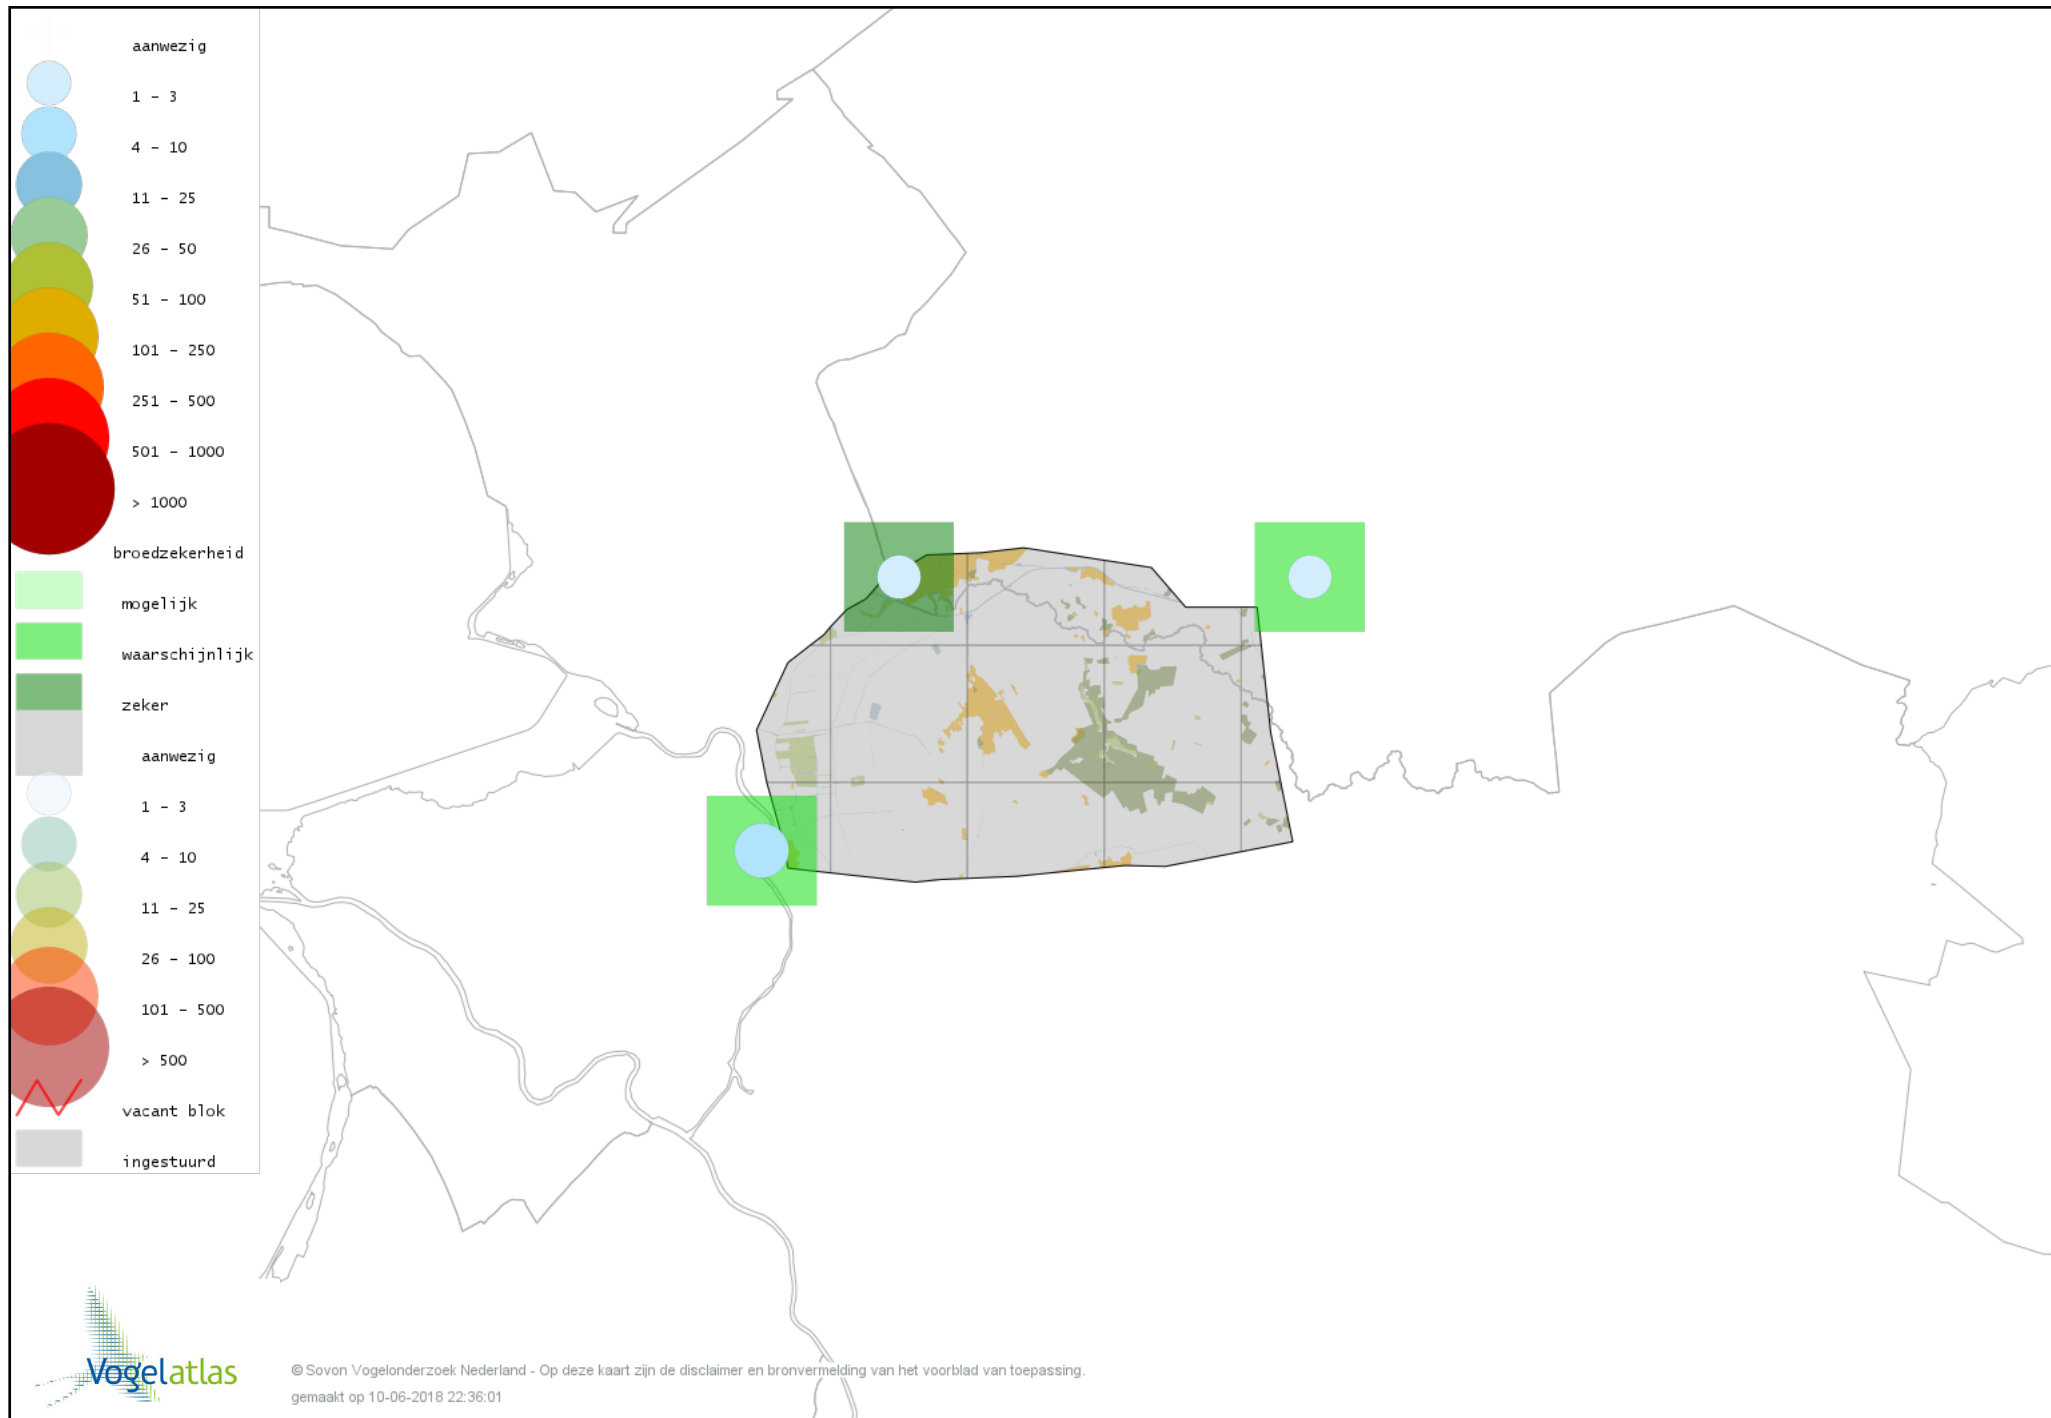 aanwezig
1 - 3
4 - 10
11 - 25
26 - 50
51 - 100
101 - 250
251 - 500
501 - 1000
> 1000
broedzekerheid
mogelijk
waarschijnlijk
zeker
aanwezig
1 - 3
4 - 10
11 - 25
26 - 100
101 - 500
> 500
vacant blok
ingestuurd
Vogelatlas
© Sovon Vogelonderzoek Nederland - Op deze kaart zijn de disclaimer en bronvermelding van het voorblad van toepassing.
gemaakt op 10-06-2018 22:36:01